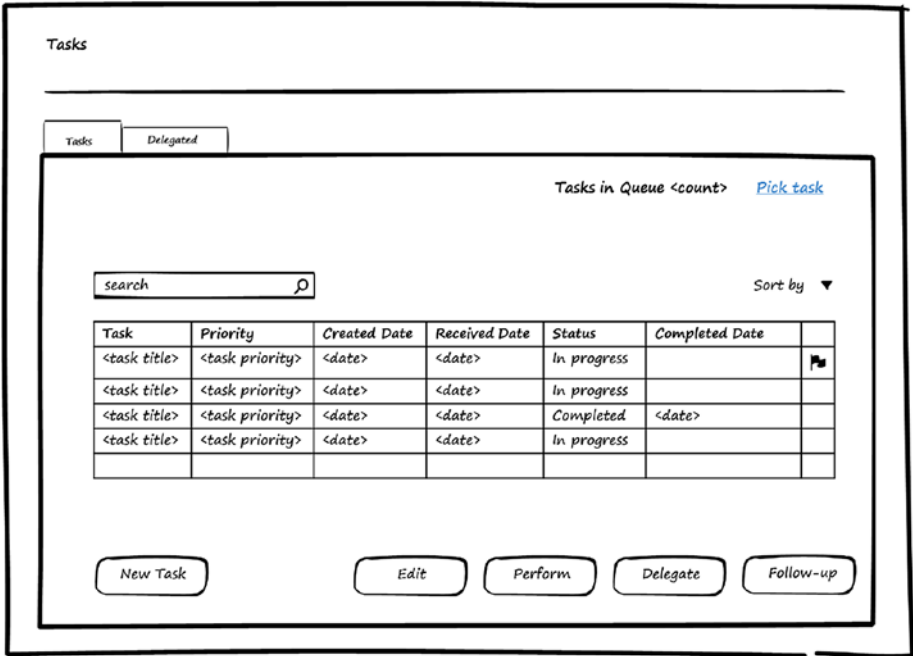 Tasks
Tasks Delegated
Tasks in Queue <count> Pick task
search Sort by
Task Priority Created Date Received Date Status Completed Date
<task title> <task priority> <date> <date> In progress
<task title> <task priority> <date> <date> In progress
<task title> <task priority> <date> <date> Completed <date>
<task title> <task priority> <date> <date> In progress
New Task Edit Perform Delegate Follow-up